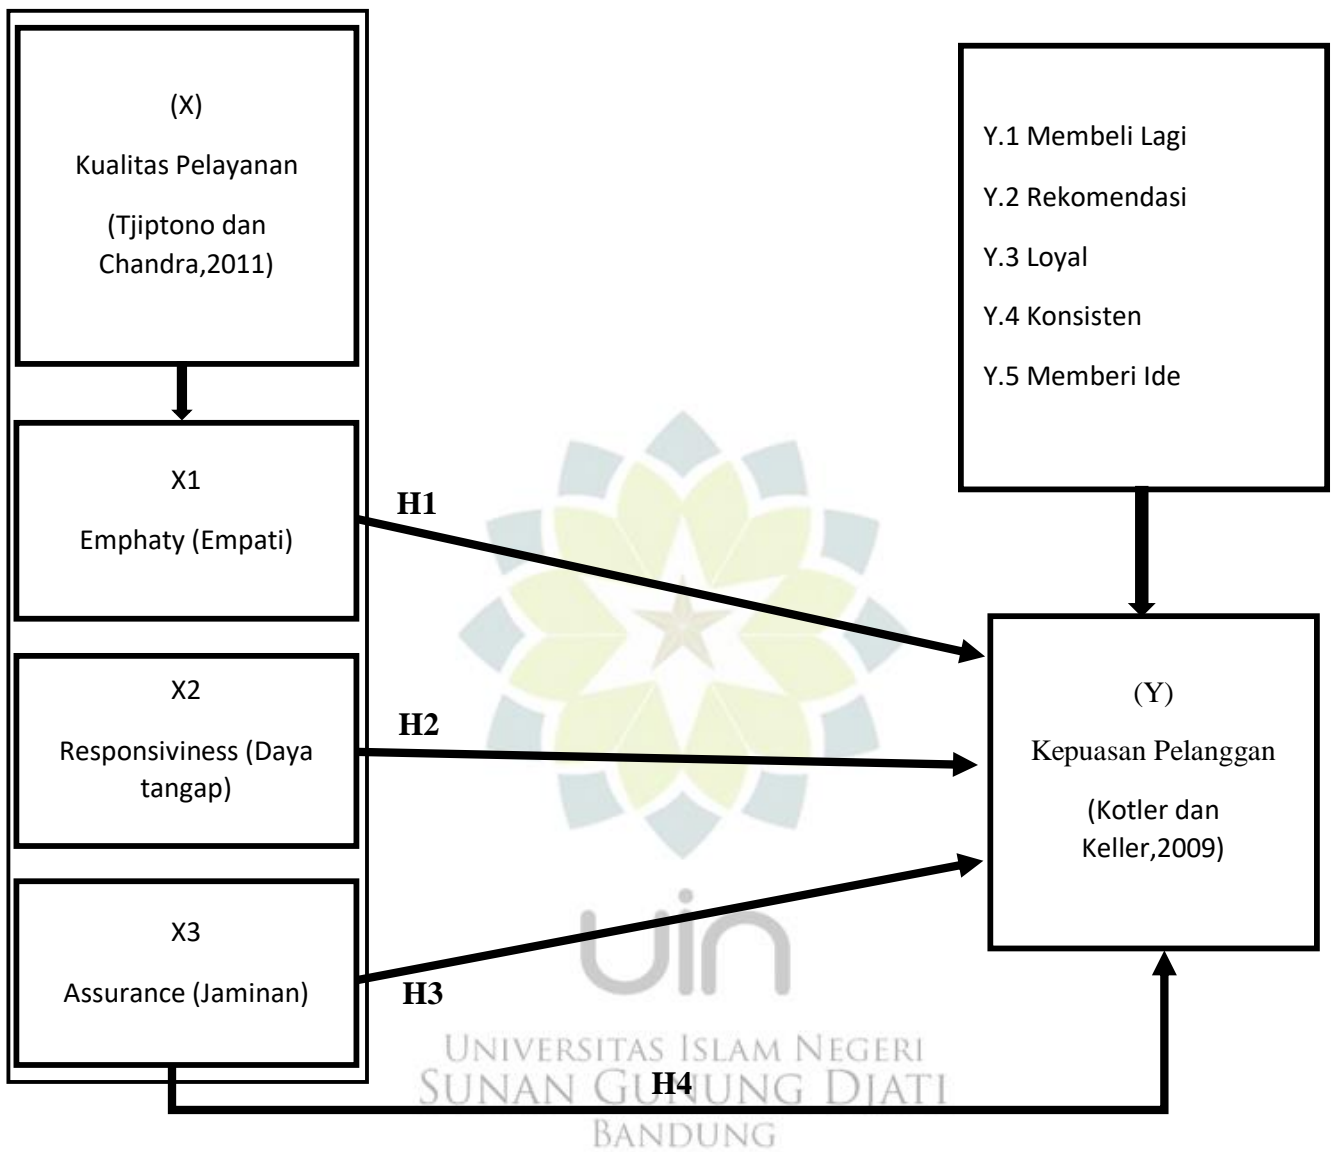 (X)
Kualitas Pelayanan
(Tjiptono dan
Chandra,2011)
X1
Emphaty (Empati)
X2
Responsiviness (Daya
tangap)
X3
Assurance (Jaminan)
H1
H2
H3
H4
Y.1 Membeli Lagi
Y.2 Rekomendasi
Y.3 Loyal
Y.4 Konsisten
Y.5 Memberi Ide
(Y)
Kepuasan Pelanggan
(Kotler dan
Keller,2009)
uin
UNIVERSITAS ISLAM NEGERI
SUNAN GUNUNG DJATI
BANDUNG